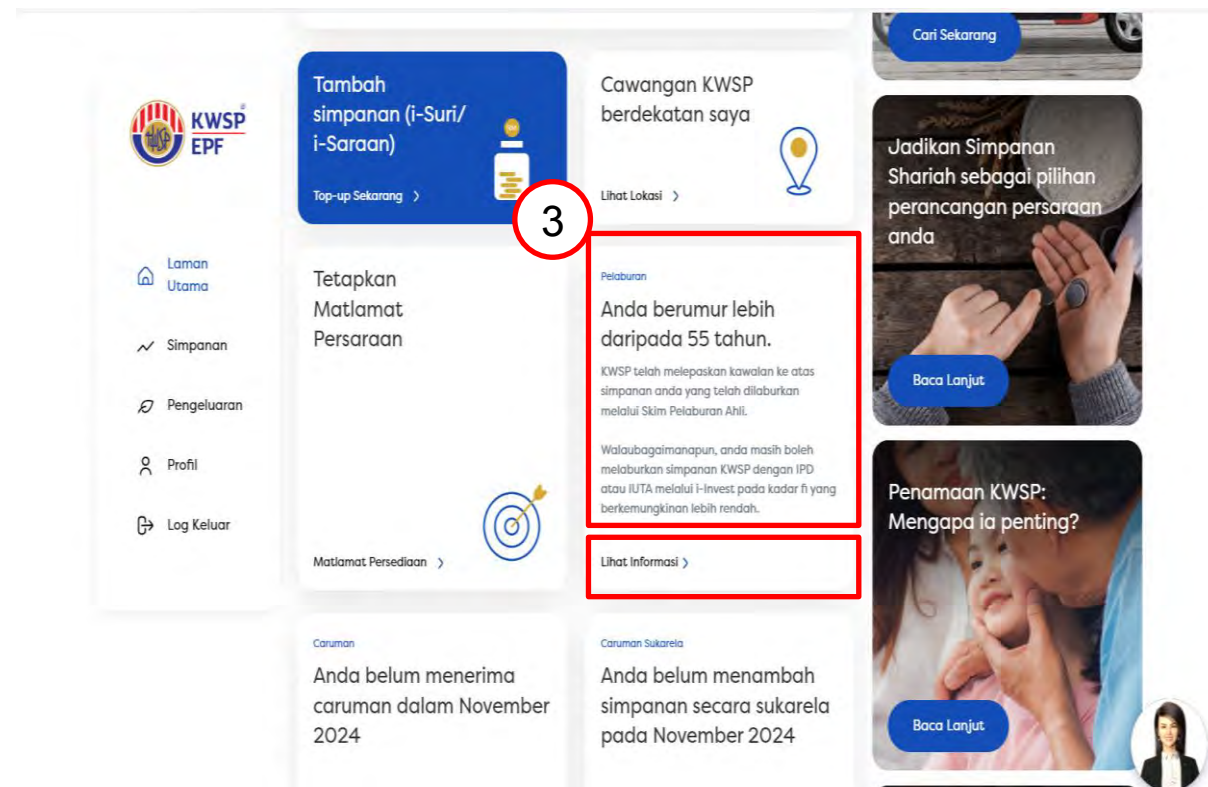 KWSP
EPF
Laman
Utama
Simpanan
Pengeluaran
Profil
Log Keluar
Tambah
simpanan (i-Suri/
i-Saraan)
Top-up Sekarang
Cawangan KWSP
berdekatan saya
Lihat Lokasi
3
Tetapkan
Matlamat
Persaraan
Matlamat Persediaan
Pelaburan
Anda berumur lebih
daripada 55 tahun.
KWSP telah melepaskan kawalan ke atas
simpanan anda yang telah dilaburkan
melalui Skim Pelaburan Ahli.
Walaubagaimanapun, anda masih boleh
melaburkan simpanan KWSP dengan IPD
atau IUTA melalui i-Invest pada kadar fi yang
berkemungkinan lebih rendah.
Lihat Informasi
Caruman
Anda belum menerima
caruman dalam November
2024
Caruman Sukarela
Anda belum menambah
simpanan secara sukarela
pada November 2024
Cari Sekarang
Jadikan Simpanan
Shariah sebagai pilihan
perancangan persaraan
anda
Baca Lanjut
Penamaan KWSP:
Mengapa ia penting?
Baca Lanjut